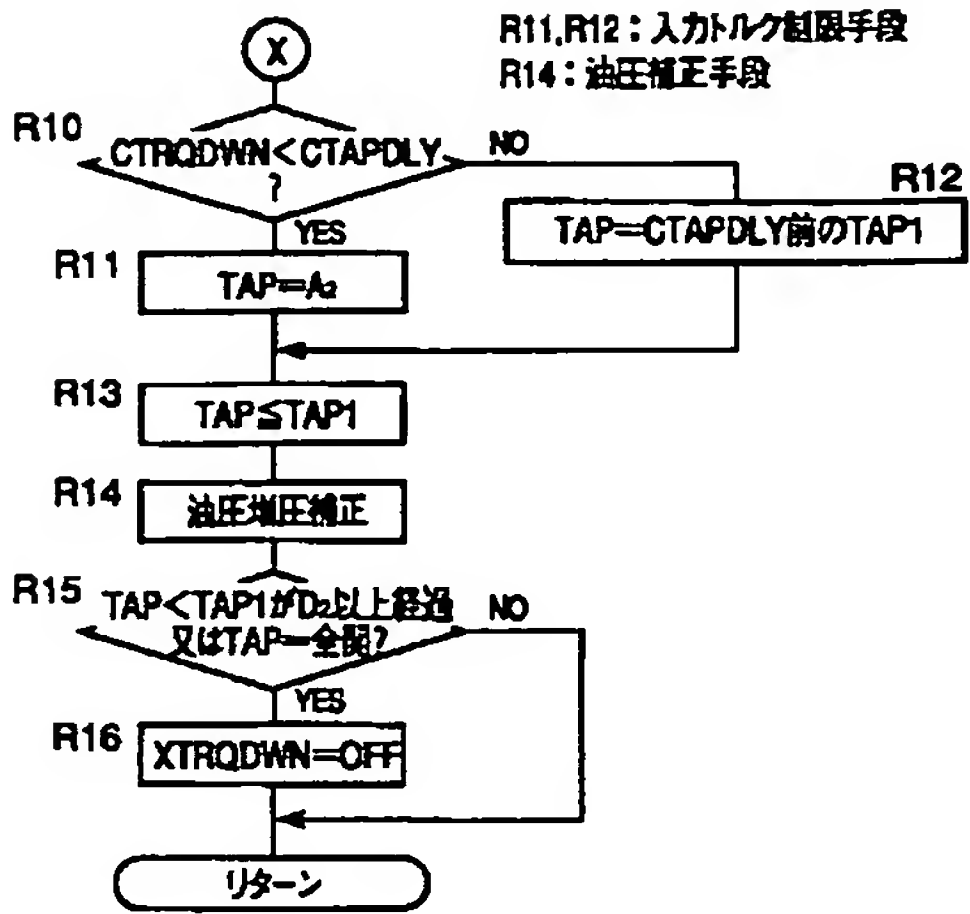 X
R11,R12：入力トルク制限手段
R14：油圧補正手段
R10
CTRQDWN<CTAPDLY
?
NO
YES
R12
TAP=CTAPDLY前のTAP1
R11
TAP=A₂
R13
TAP≦TAP1
R14
油圧増圧補正
R15
TAP<TAP1がD₂以上経過
又はTAP=全開?
NO
YES
R16
XTRQDWN=OFF
リターン